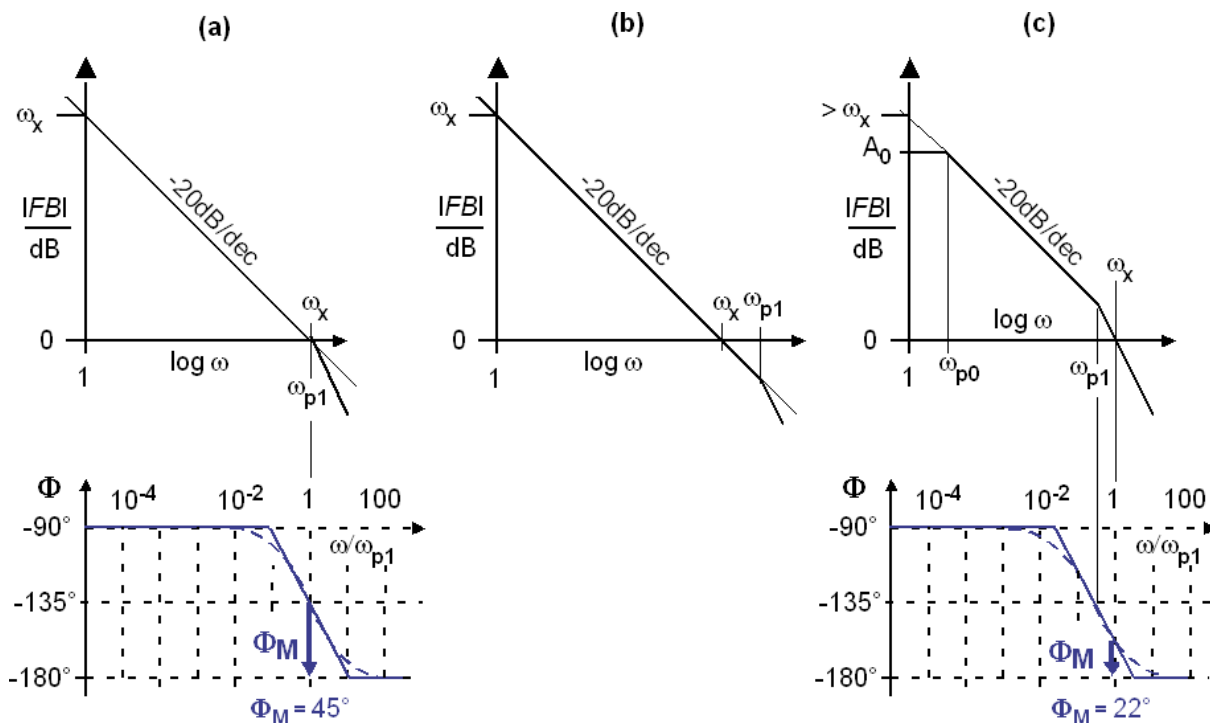 (a)
ωx
|FB|
dB
-20dB/dec
ωx
0
log ω
1
ωp1
Φ
10-4
10-2
1
100
-90°
ω/ωp1
-135°
ΦM
-180°
ΦM = 45°
(b)
ωx
|FB|
dB
-20dB/dec
ωx ωp1
0
log ω
1
(c)
> ωx
A0
|FB|
dB
-20dB/dec
ωx
log ω
0
1
ωp0
ωp1
Φ
10-4
10-2
1
100
-90°
ω/ωp1
-135°
ΦM
-180°
ΦM = 22°